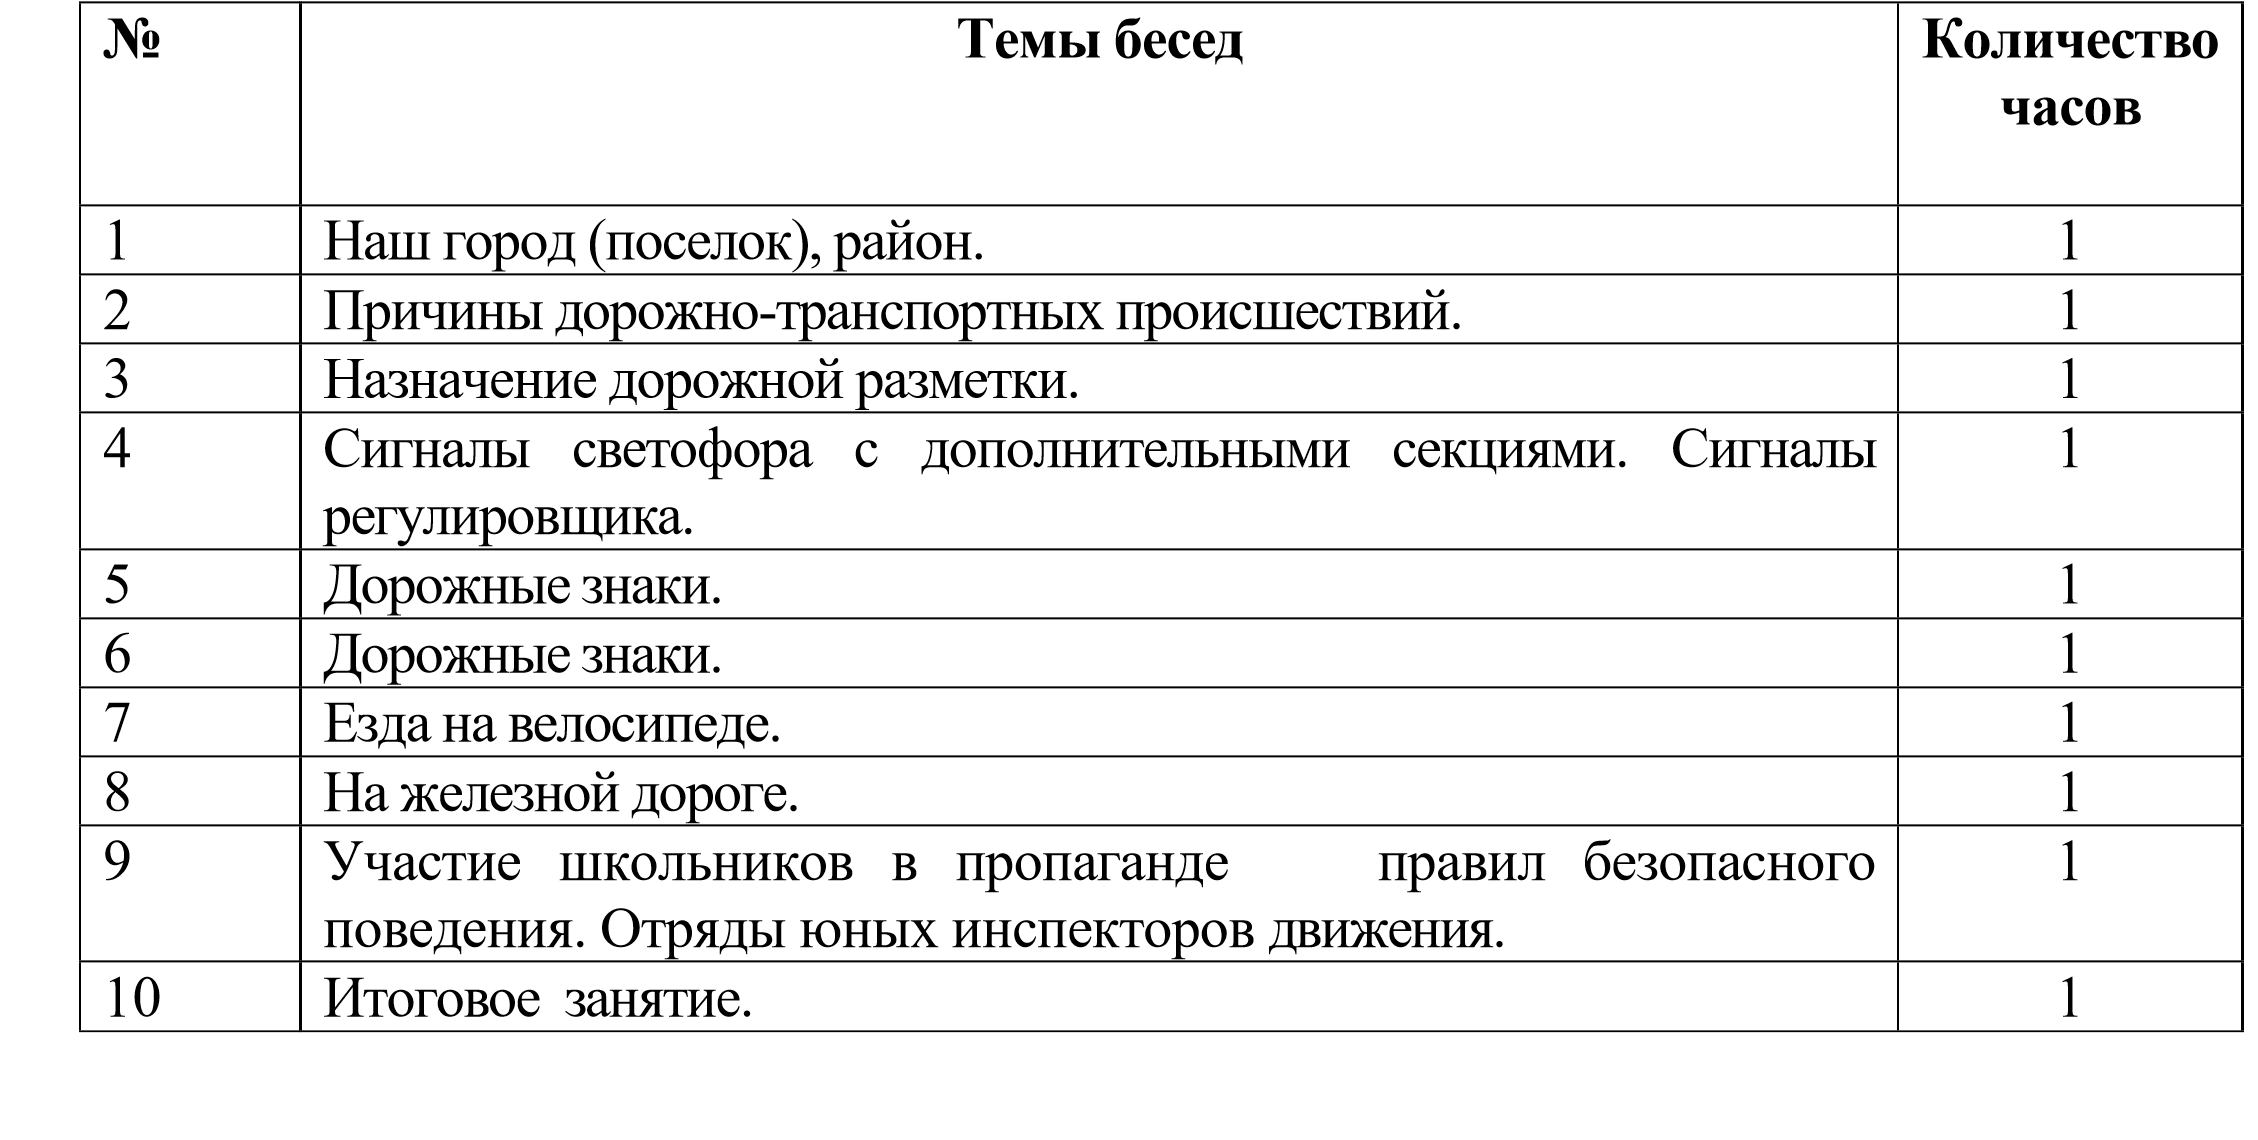 № Темы бесед Количество
часов
1 Наш город (поселок), район. 1
2 Причины дорожно-транспортных происшествий. 1
3 Назначение дорожной разметки. 1
4 Сигналы светофора с дополнительными секциями. Сигналы 1
регулировщика.
5 Дорожные знаки. 1
6 Дорожные знаки. 1
7 Езда на велосипеде. 1
8 На железной дороге. 1
9 Участие школьников в пропаганде правил безопасного 1
поведения. Отряды юных инспекторов движения.
10 Итоговое занятие. 1